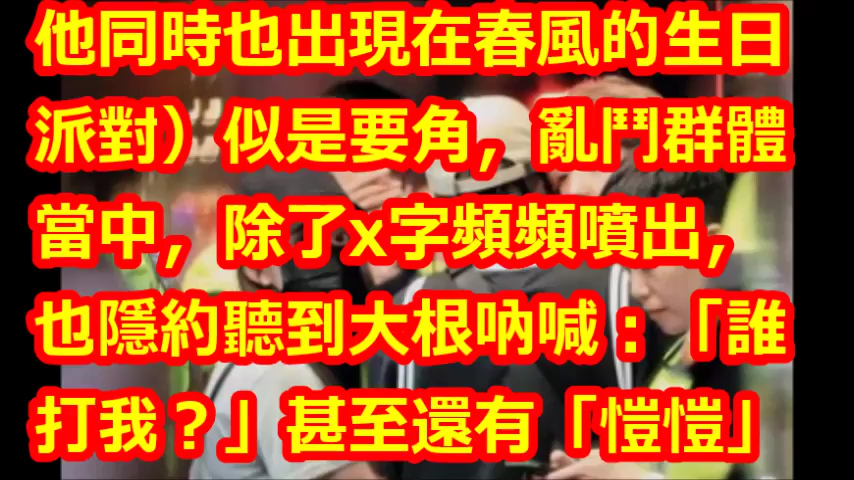 他同時也出現在春風的生日
派對）似是要角，亂鬥群體
當中，除了x字頻頻噴出，
也隱約聽到大根吶喊：「誰
打我？」甚至還有「愷愷」